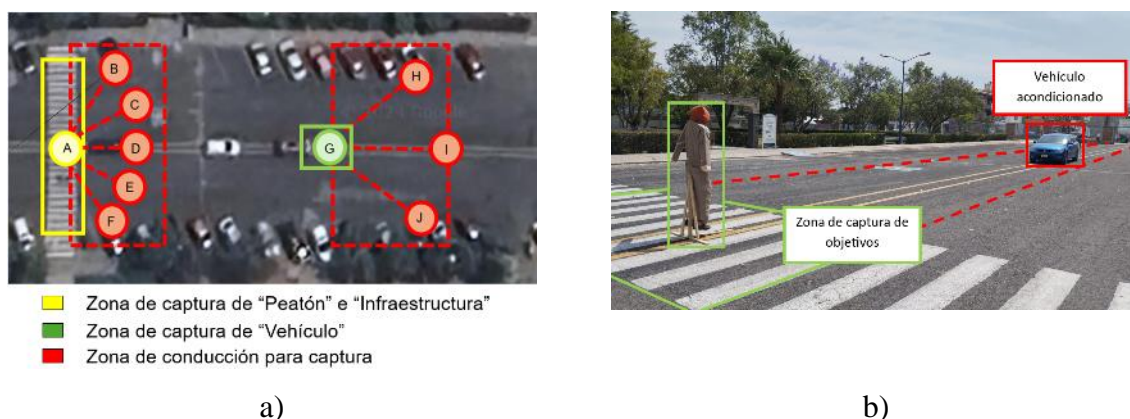 B
C
A
D
E
F
G
H
I
J
Zona de captura de “Peatón” e “Infraestructura”
Zona de captura de “Vehículo”
Zona de conducción para captura
a)
Vehículo
acondicionado
Zona de captura de
objetivos
b)